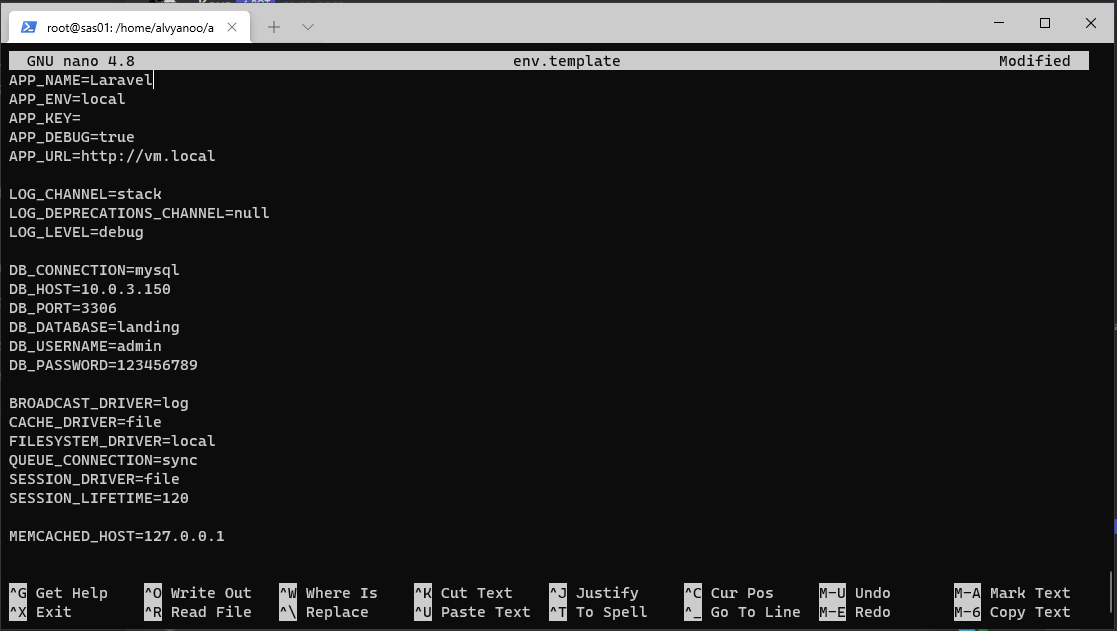 root@sas01: /home/alvyanoo/a
GNU nano 4.8 env.template Modified
APP_NAME=Laravel
APP_ENV=local
APP_KEY=
APP_DEBUG=true
APP_URL=http://vm.local
LOG_CHANNEL=stack
LOG_DEPRECATIONS_CHANNEL=null
LOG_LEVEL=debug
DB_CONNECTION=mysql
DB_HOST=10.0.3.150
DB_PORT=3306
DB_DATABASE=landing
DB_USERNAME=admin
DB_PASSWORD=123456789
BROADCAST_DRIVER=log
CACHE_DRIVER=file
FILESYSTEM_DRIVER=local
QUEUE_CONNECTION=sync
SESSION_DRIVER=file
SESSION_LIFETIME=120
MEMCACHED_HOST=127.0.0.1
^G Get Help ^O Write Out ^W Where Is ^K Cut Text ^J Justify ^C Cur Pos M-U Undo M-A Mark Text
^X Exit ^R Read File ^\ Replace ^U Paste Text ^T To Spell ^_ Go To Line M-E Redo M-6 Copy Text